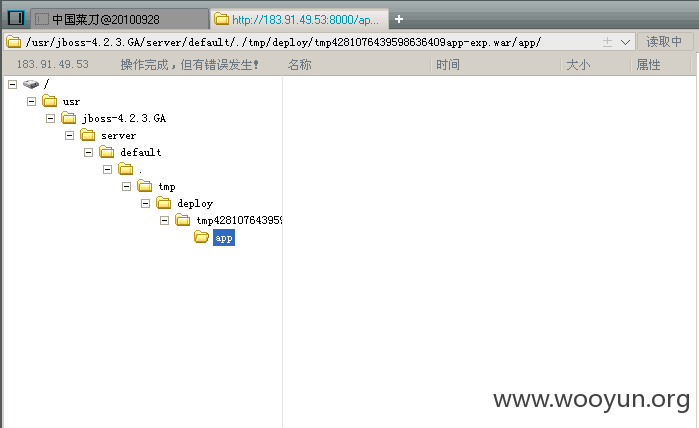 中国菜刀@20100928
http://183.91.49.53:8000/ap...
/usr/jboss-4.2.3.GA/server/default/./tmp/deploy/tmp4281076439598636409app-exp.war/app/
读取中
183.91.49.53 操作完成,但有错误发生!
名称 时间 大小 属性
/
usr
jboss-4.2.3.GA
server
default
.
tmp
deploy
tmp428107643959
app
www.wooyun.org